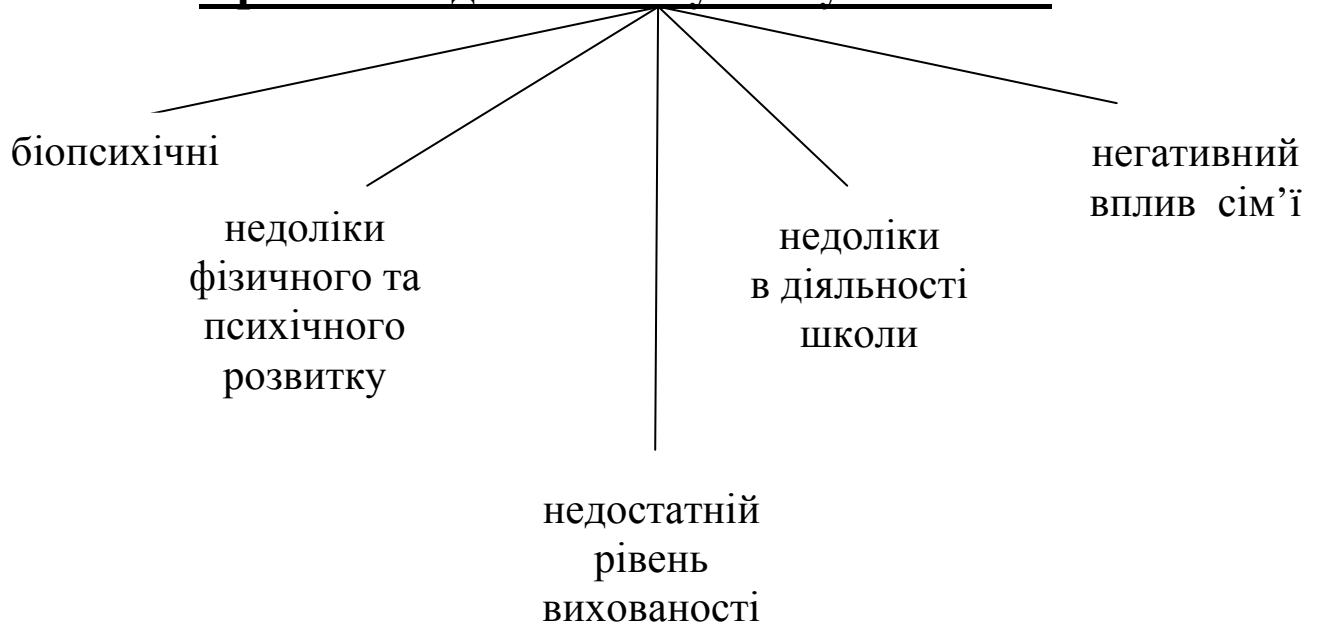 біопсихічні
недоліки
фізичного та
психічного
розвитку
недостатній
рівень
вихованості
недоліки
в діяльності
школи
негативний
вплив сім’ї